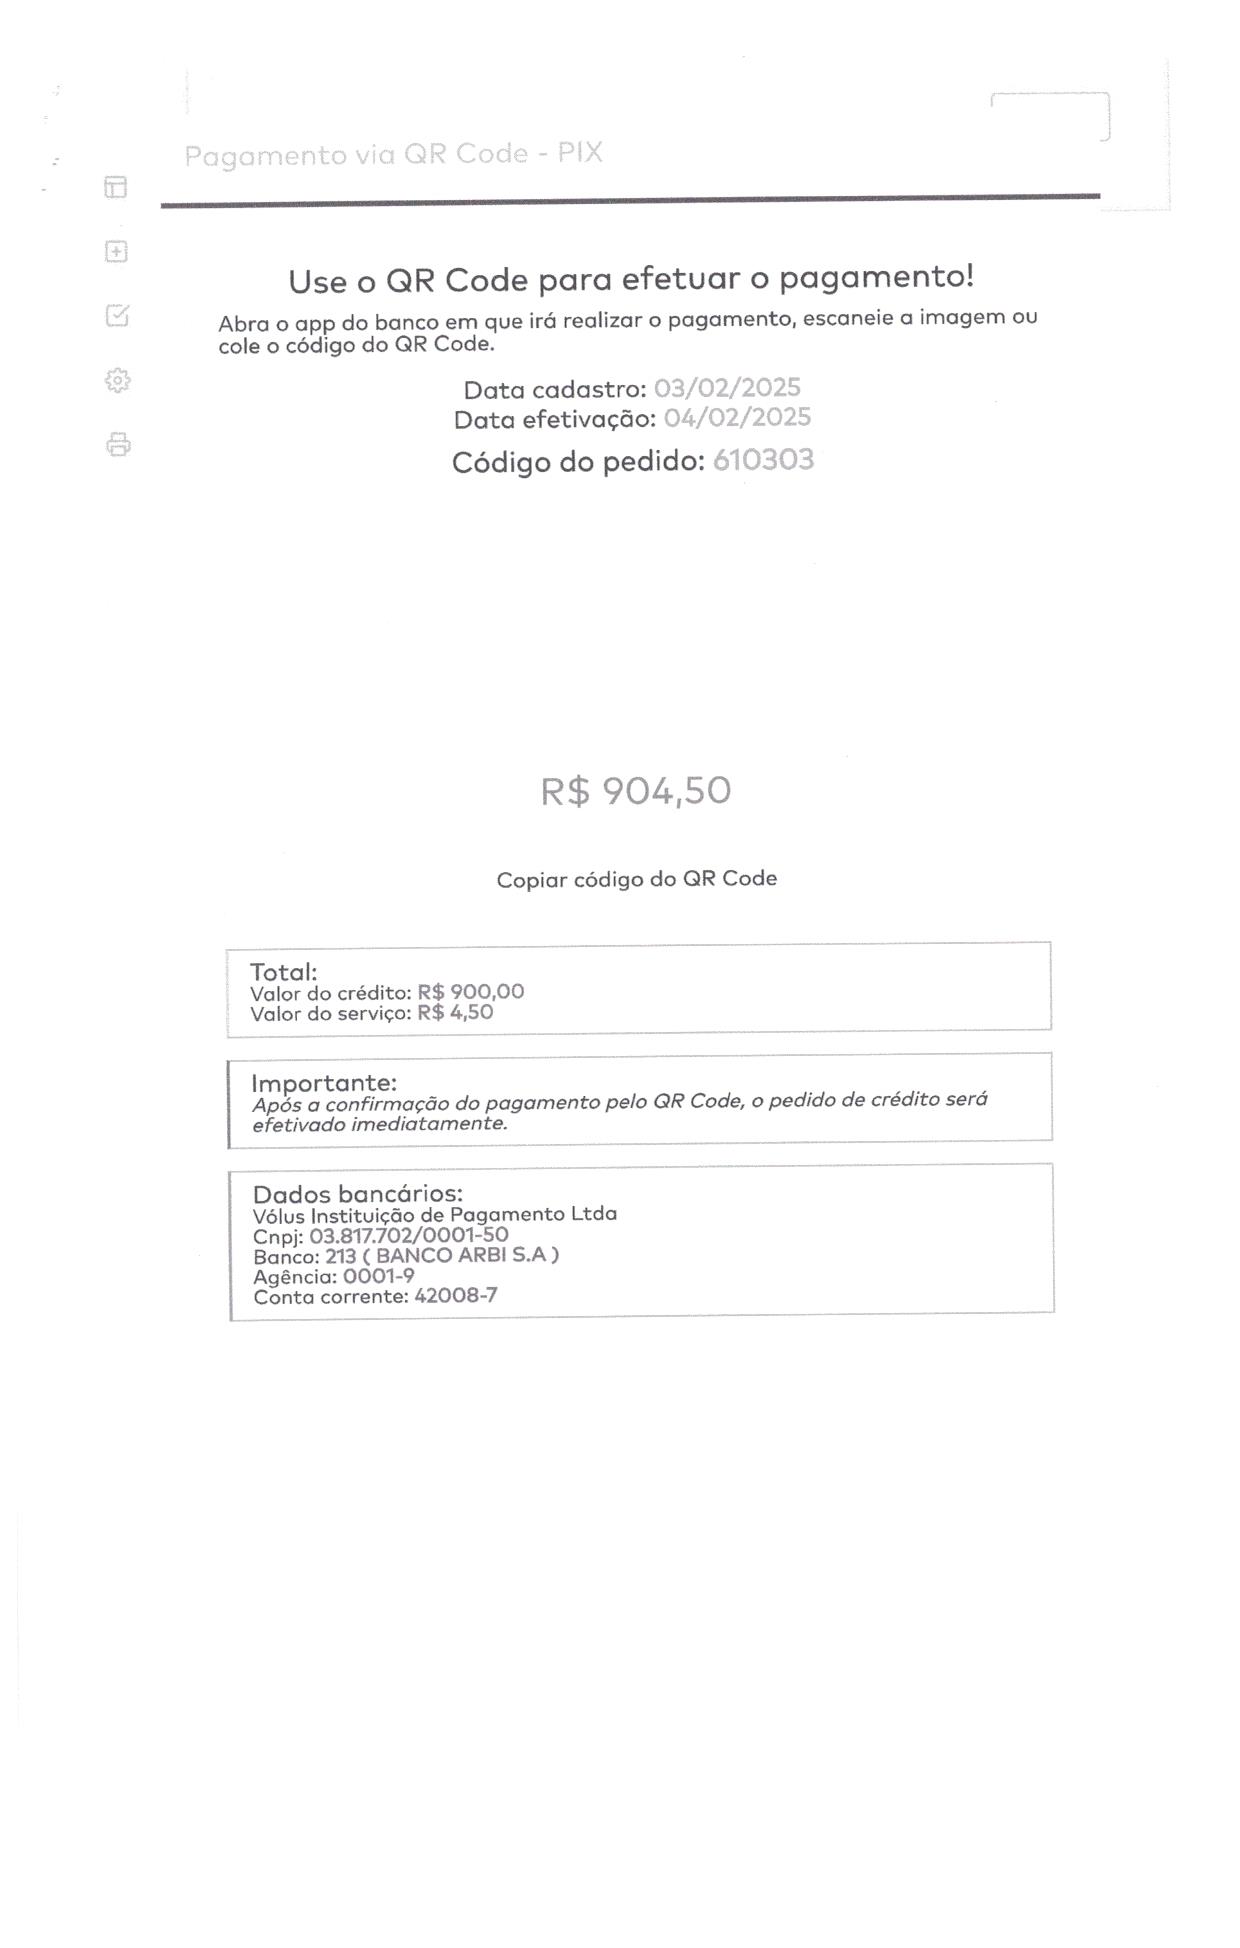 Pagamento via QR Code - PIX
Use o QR Code para efetuar o pagamento!
Abra o app do banco em que irá realizar o pagamento, escaneie a imagem ou
cole o código do QR Code.
Data cadastro: 03/02/2025
Data efetivação: 04/02/2025
Código do pedido: 610303
R$ 904,50
Copiar código do QR Code
Total:
Valor do crédito: R$ 900,00
Valor do serviço: R$ 4,50
Importante:
Após a confirmação do pagamento pelo QR Code, o pedido de crédito será
efetivado imediatamente.
Dados bancários:
Vólus Instituição de Pagamento Ltda
Cnpj: 03.817.702/0001-50
Banco: 213 ( BANCO ARBI S.A )
Agência: 0001-9
Conta corrente: 42008-7